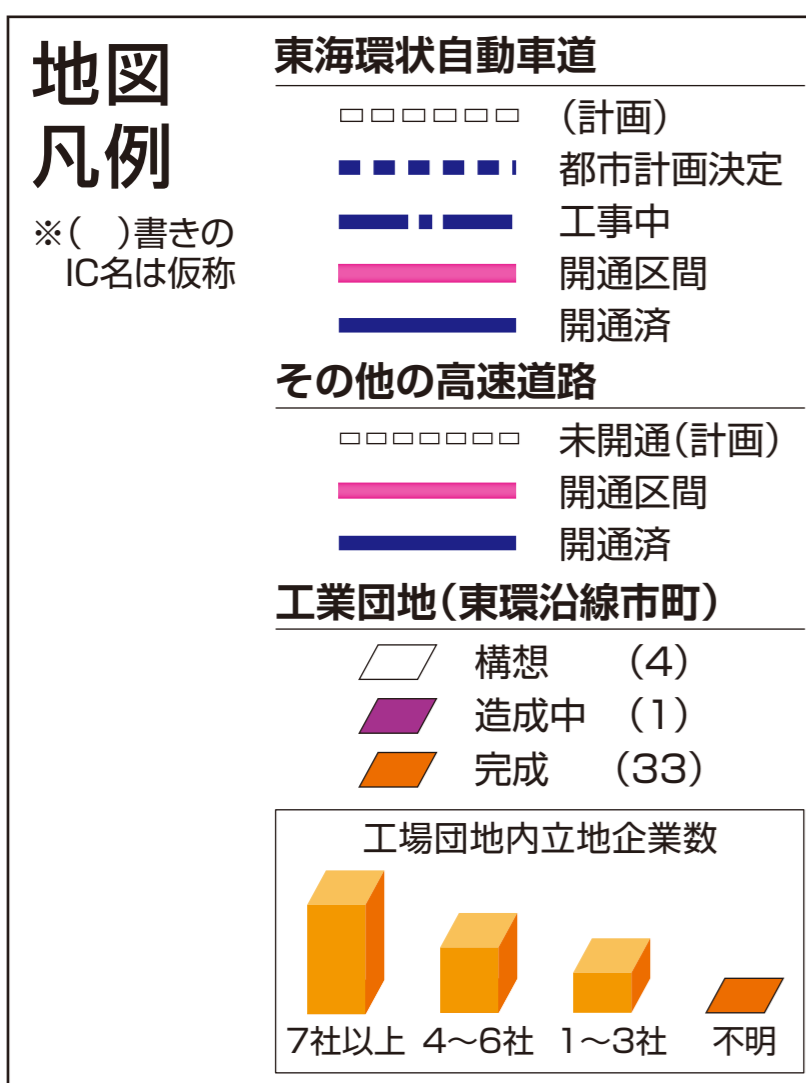 地図
凡例
※(　)書きの
IC名は仮称
東海環状自動車道
(計画)
都市計画決定
工事中
開通区間
開通済
その他の高速道路
未開通(計画)
開通区間
開通済
工業団地(東環沿線市町)
構想　(4)
造成中　(1)
完成　(33)
工場団地内立地企業数
7社以上　4〜6社　1〜3社　不明